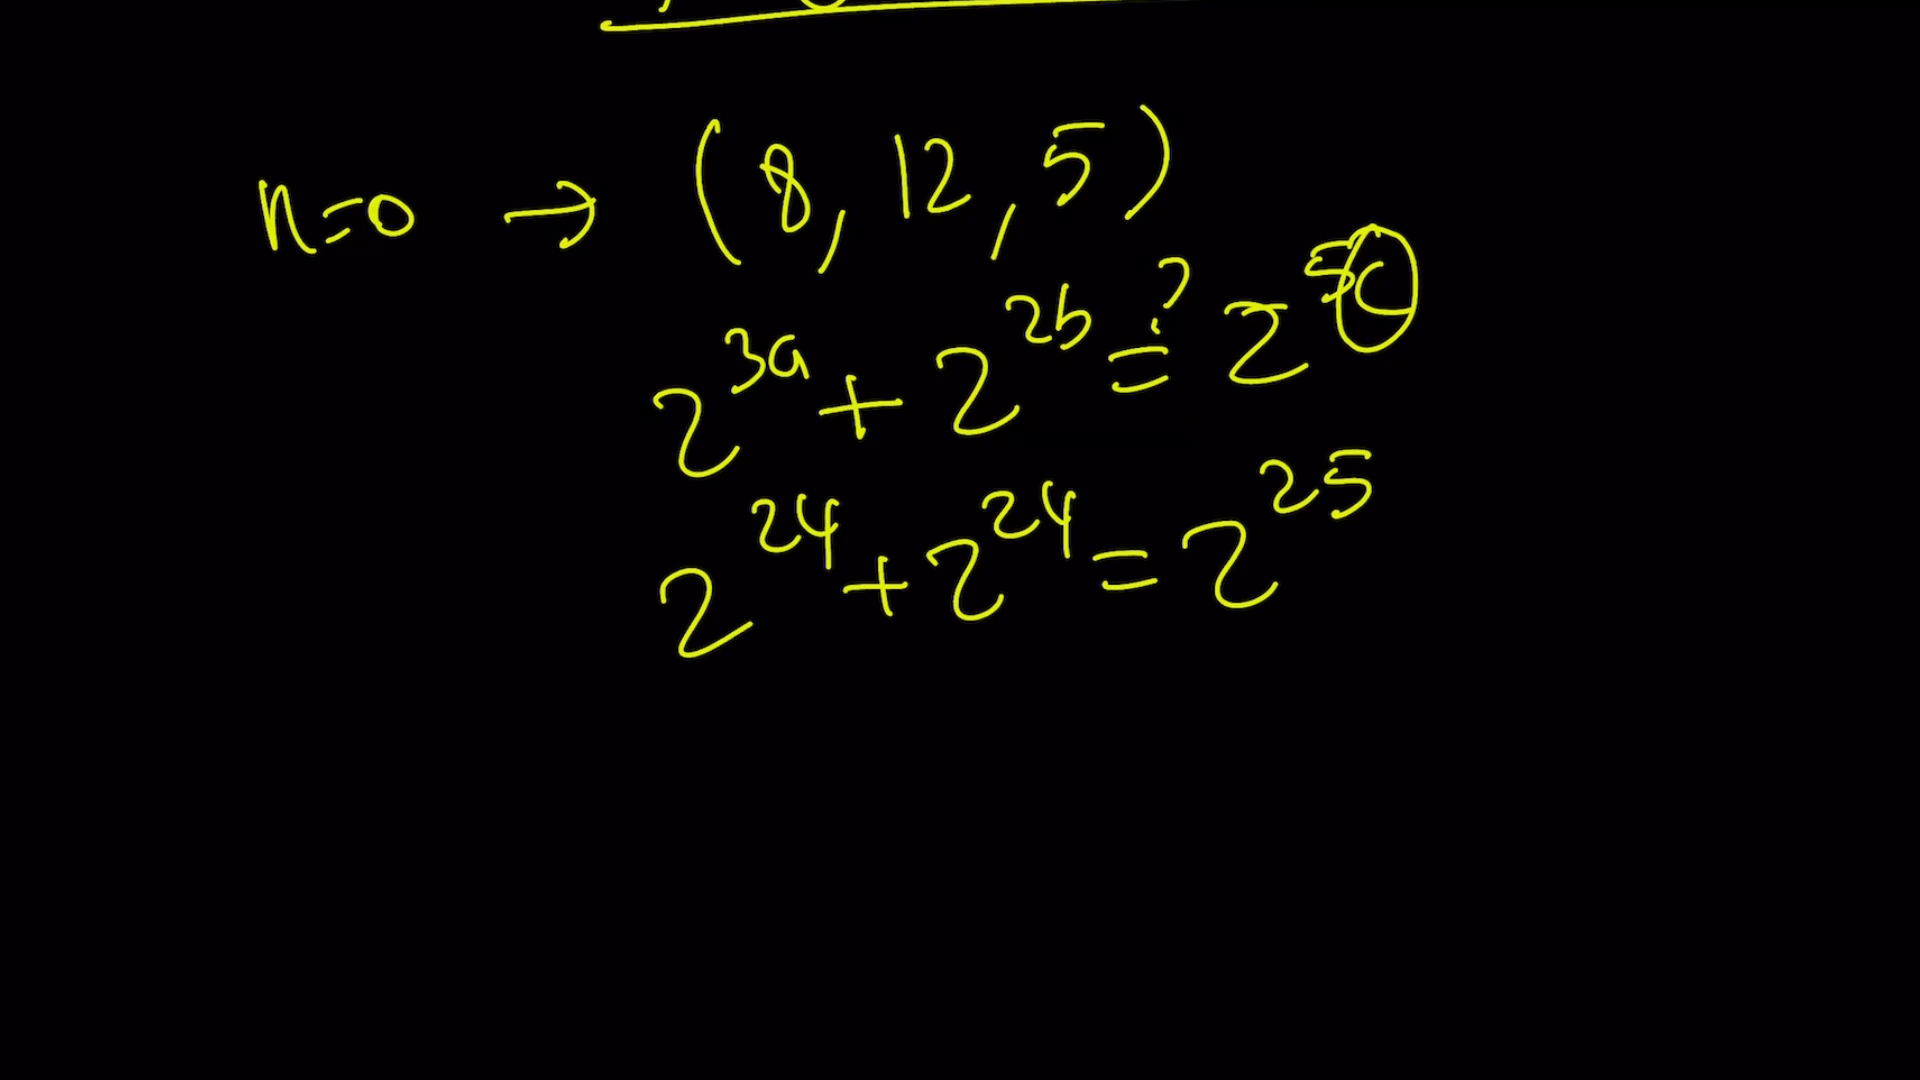 n=0 → (8, 12, 5)
2^{3a} + 2^{2b} ≟ 2^{5c}
2^{24} + 2^{24} = 2^{25}